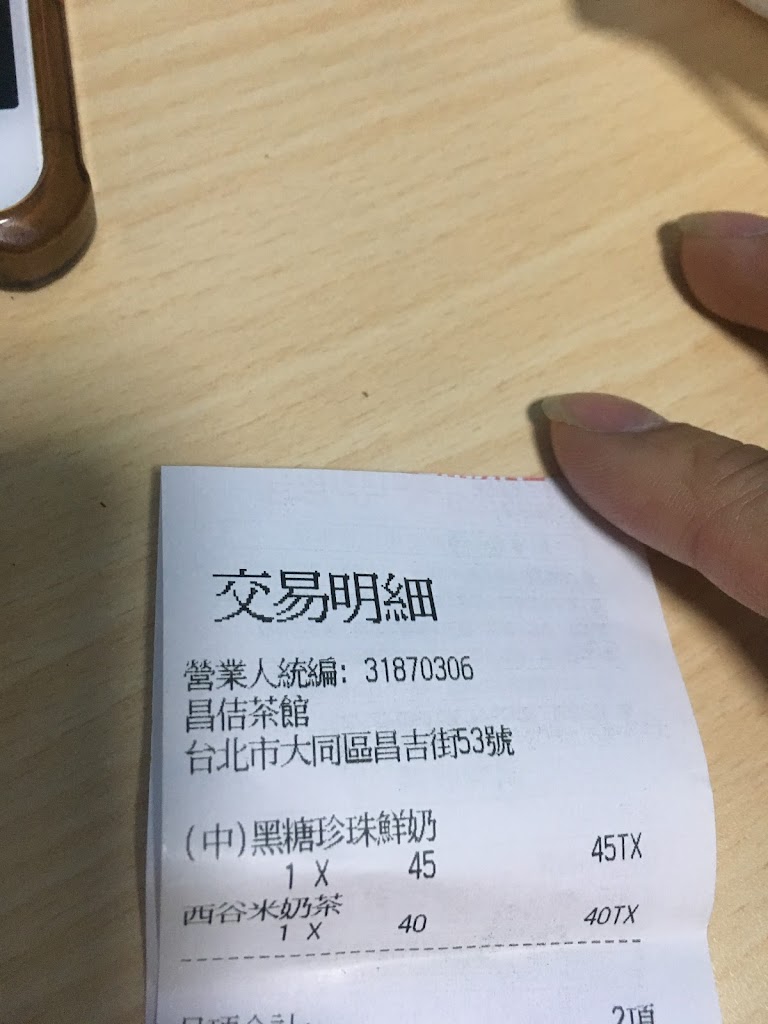 交易明細
營業人統編: 31870306
昌佶茶館
台北市大同區昌吉街53號
(中)黑糖珍珠鮮奶
1 X 45 45TX
西谷米奶茶
1 X 40 40TX
2項